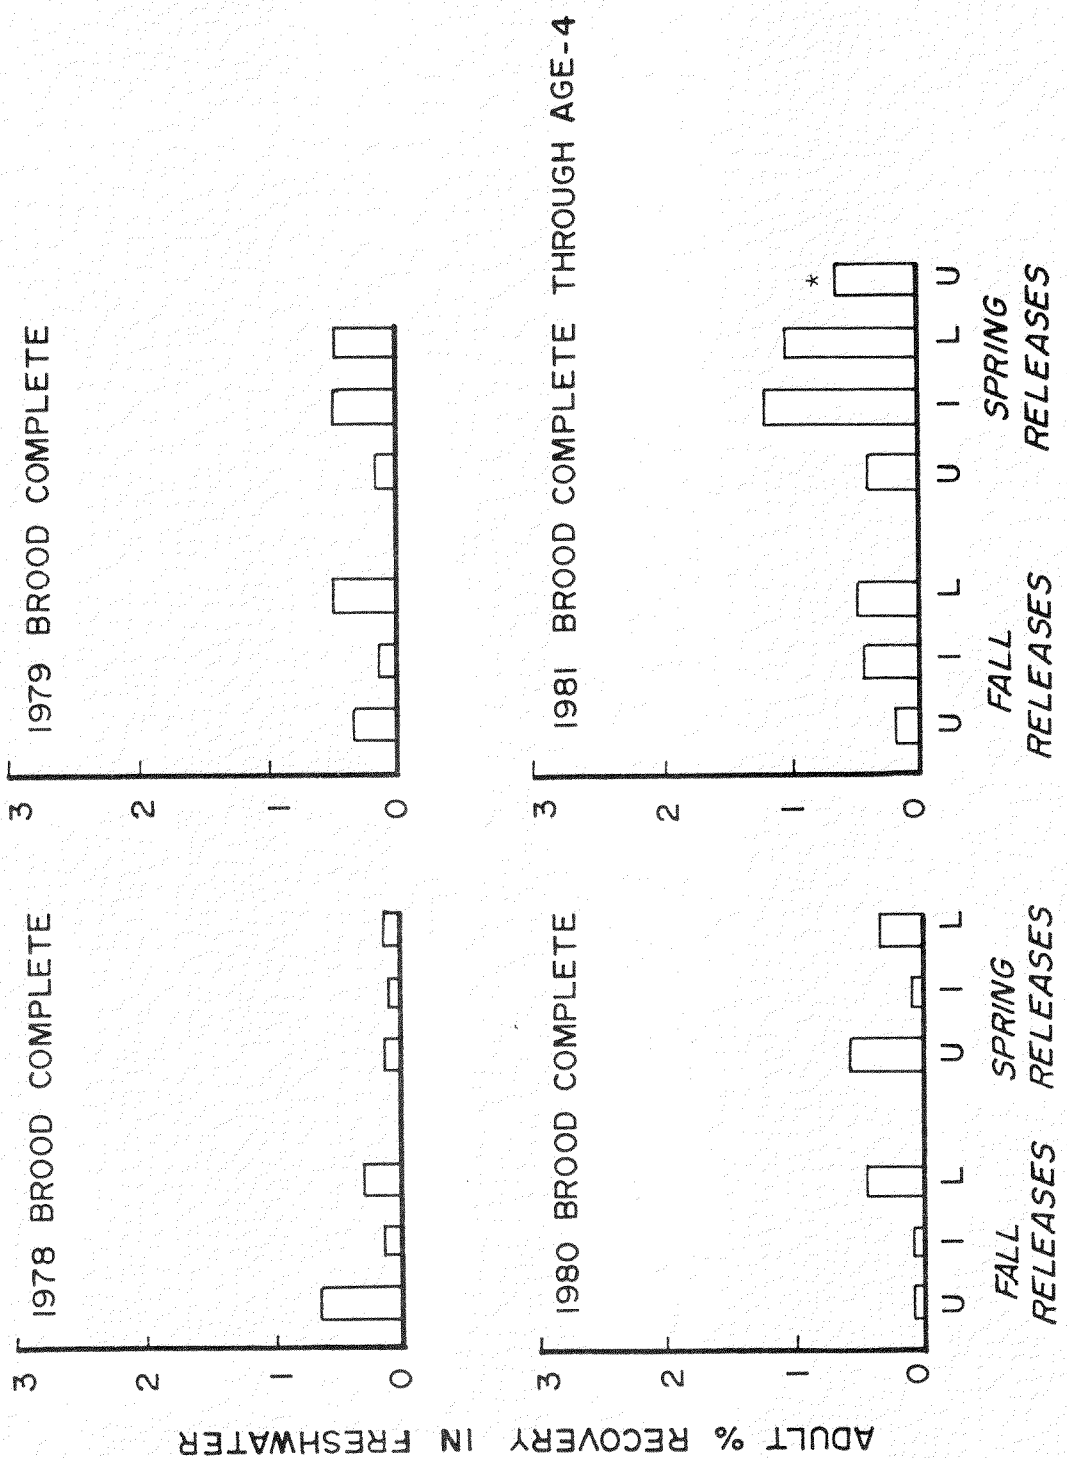 ADULT % RECOVERY IN FRESHWATER
1978 BROOD COMPLETE
3
2
1
0
1979 BROOD COMPLETE
3
2
1
0
1980 BROOD COMPLETE
3
2
1
0
U I L U I L
FALL RELEASES
SPRING RELEASES
1981 BROOD COMPLETE THROUGH AGE-4
3
2
1
0
*
U I L U I L U
FALL RELEASES
SPRING RELEASES